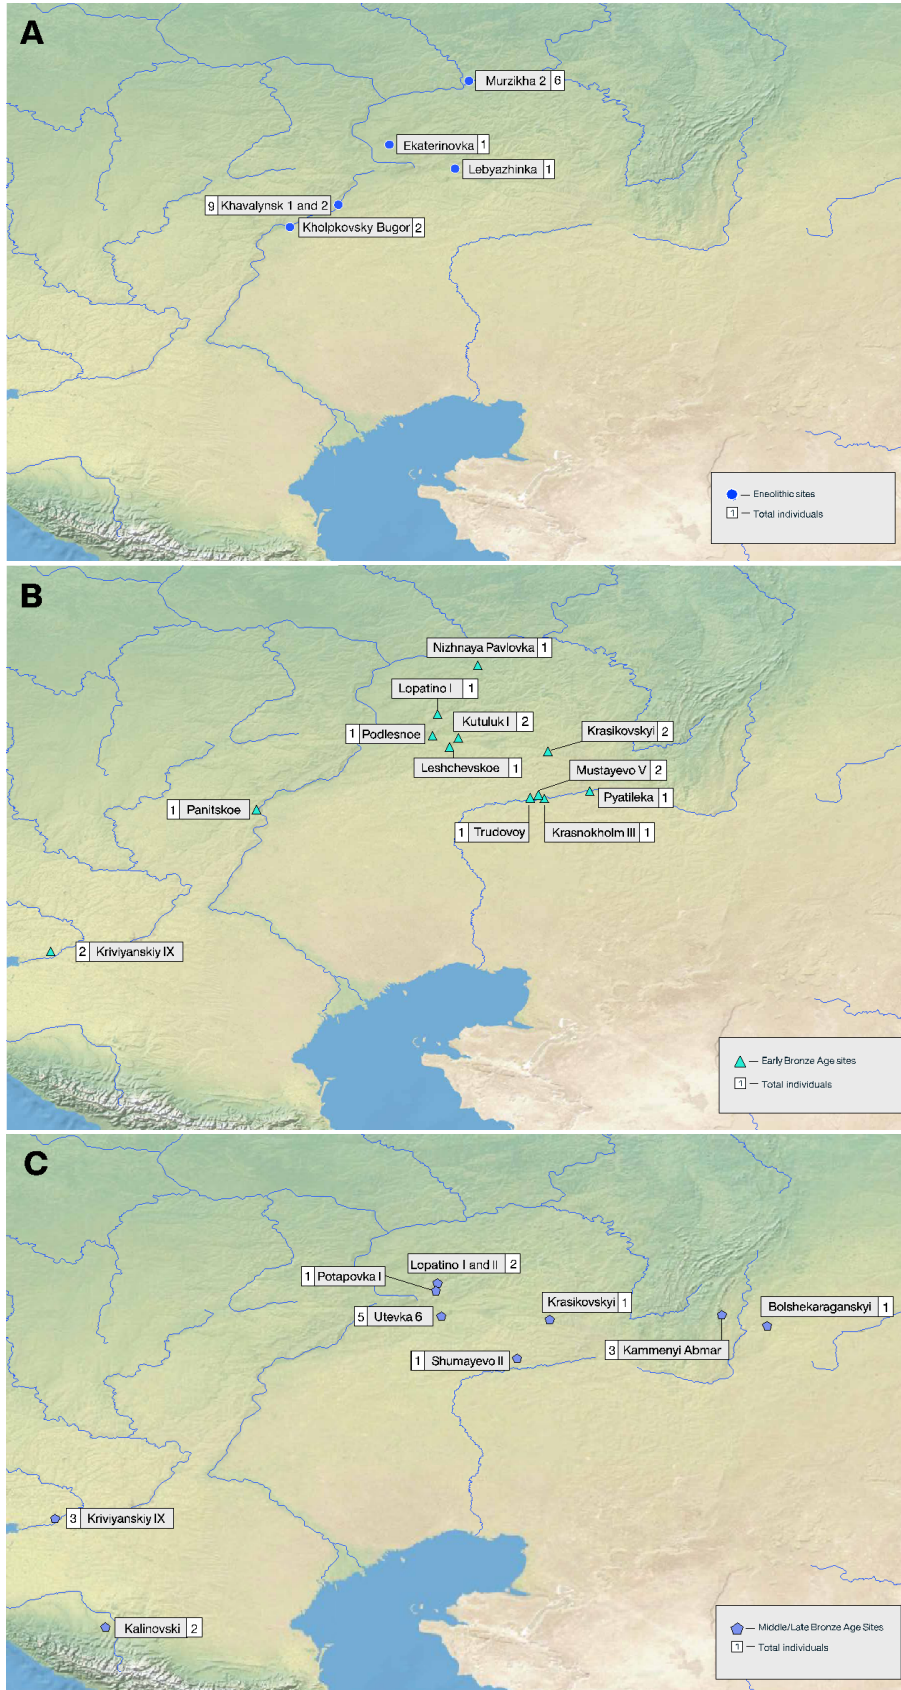 A
Murzikha 2 6
Ekaterinovka 1
Lebyazhinka 1
9 Khavalynsk 1 and 2
Kholpkovsky Bugor 2
— Eneolithic sites
1 — Total individuals
B
Nizhnaya Pavlovka 1
Lopatino I 1
Kutuluk I 2
1 Podlesnoe
Krasikovskyi 2
Leshchevskoe 1
Mustayevo V 2
Pyatileka 1
1 Panitskoe
1 Trudovoy
Krasnokholm III 1
2 Kriviyanskiy IX
— Early Bronze Age sites
1 — Total individuals
C
Lopatino I and II 2
1 Potapovka I
Krasikovskyi 1
Bolshekaraganskyi 1
5 Utevka 6
3 Kammenyi Abmar
1 Shumayevo II
3 Kriviyanskiy IX
Kalinovski 2
— Middle/Late Bronze Age Sites
1 — Total individuals